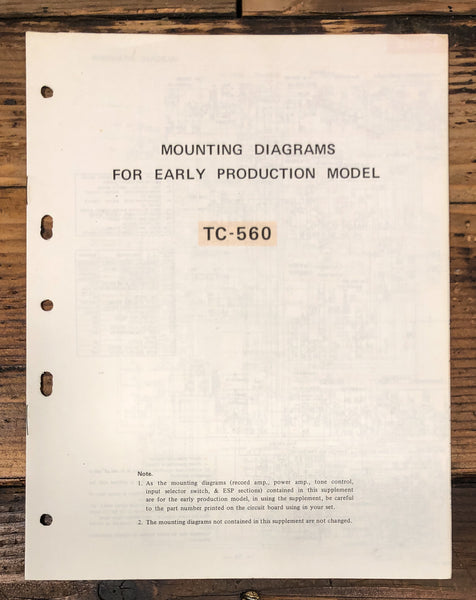 MOUNTING DIAGRAMS
FOR EARLY PRODUCTION MODEL
TC-560
Note.
1. As the mounting diagrams (record amp., power amp., tone control,
input selector switch, & ESP sections) contained in this supplement
are for the early production model, in using the supplement, be careful
to the part number printed on the circuit board using in your set.
2. The mounting diagrams not contained in this supplement are not changed.